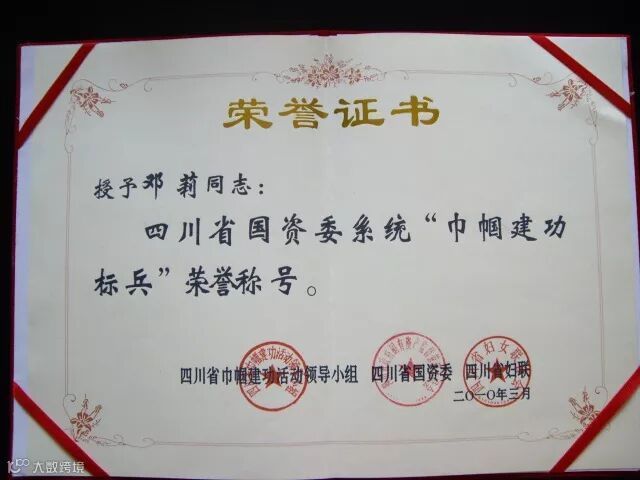 荣誉证书
授予邓 莉同志：
四川省国资委系统“巾帼建功
标兵”荣誉称号。
四川省巾帼建功活动领导小组 四川省国资委 四川省妇联
二〇一〇年三月
大数跨境